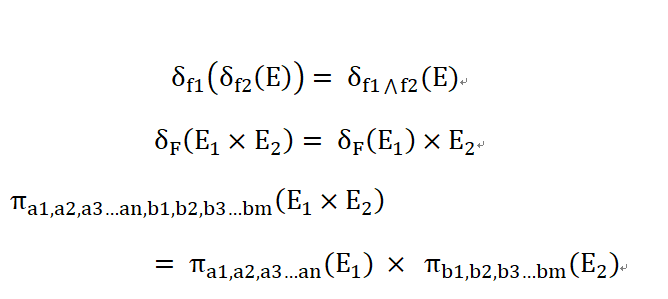 δf1(δf2(E)) = δf1∧f2(E)
δF(E1 × E2) = δF(E1) × E2
πa1,a2,a3…an,b1,b2,b3…bm(E1 × E2)
= πa1,a2,a3…an(E1) × πb1,b2,b3…bm(E2)